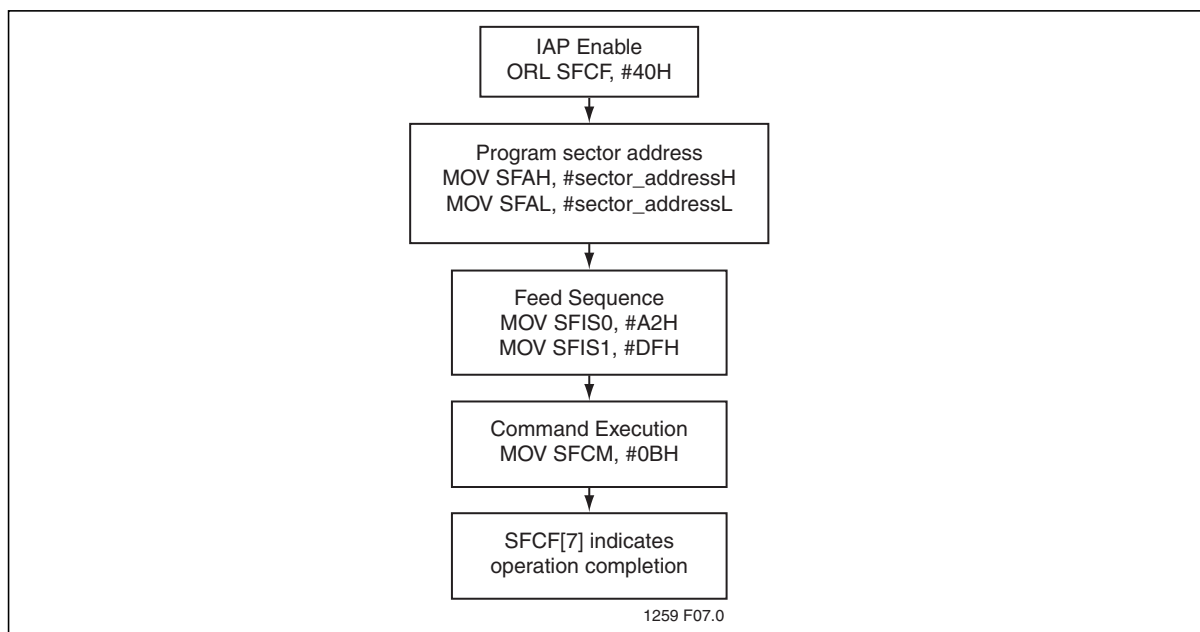 IAP Enable
ORL SFCF, #40H
Program sector address
MOV SFAH, #sector_addressH
MOV SFAL, #sector_addressL
Feed Sequence
MOV SFIS0, #A2H
MOV SFIS1, #DFH
Command Execution
MOV SFCM, #0BH
SFCF[7] indicates
operation completion
1259 F07.0